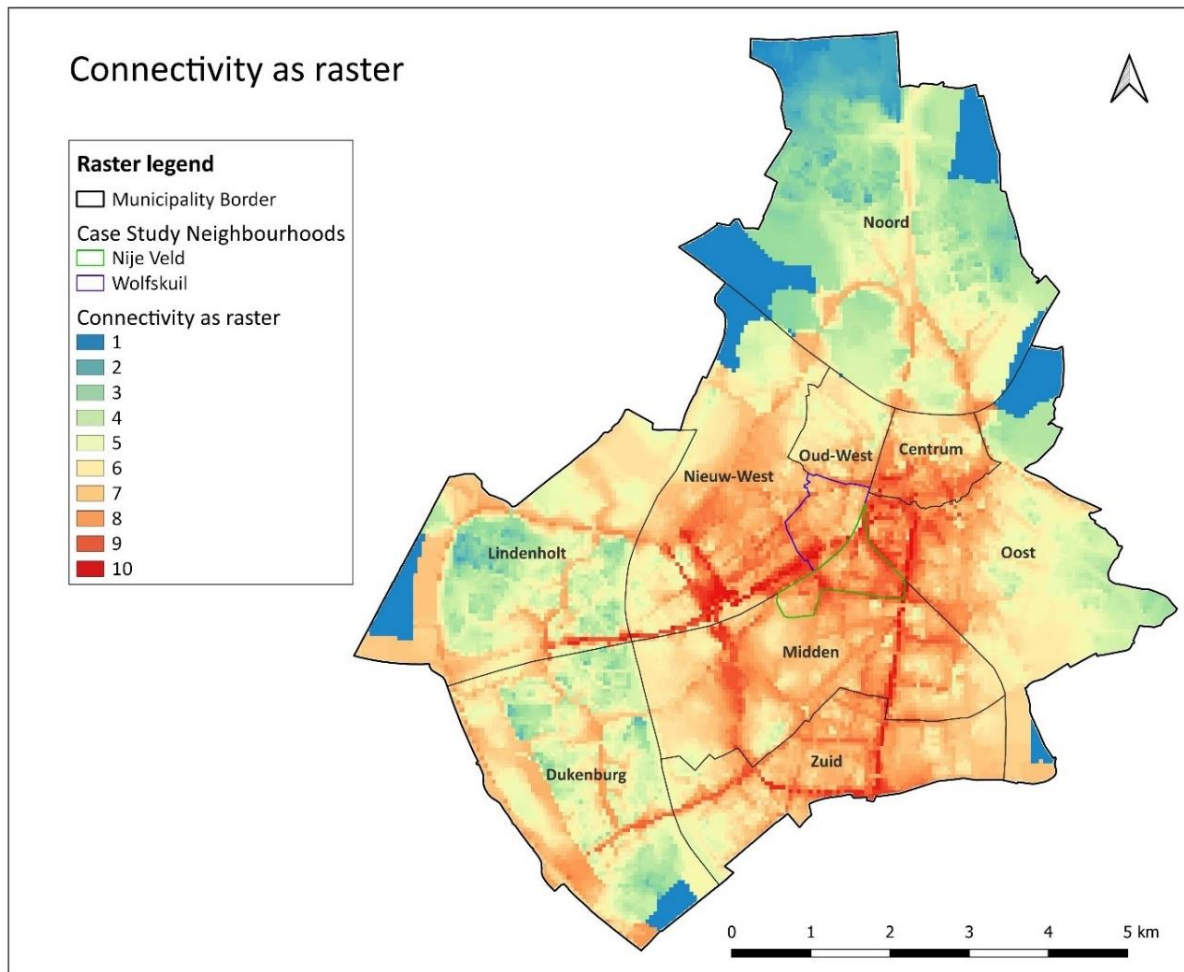 Connectivity as raster
Raster legend
Municipality Border
Case Study Neighbourhoods
Nije Veld
Wolfskuil
Connectivity as raster
1
2
3
4
5
6
7
8
9
10
Noord
Oud-West
Centrum
Nieuw-West
Lindenholt
Oost
Midden
Zuid
Dukenburg
0 1 2 3 4 5 km